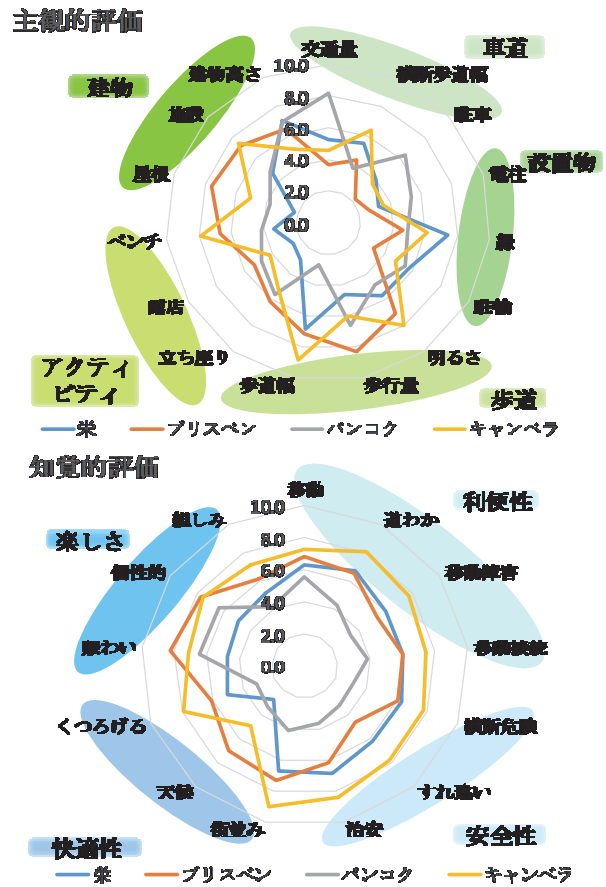 主観的評価
交通量
建物高さ
10.0
横断歩道幅
車道
建物
8.0
施設
駐車
6.0
屋根
4.0
電柱
設置物
2.0
0.0
ベンチ
緑
露店
駐輪
立ち座り
明るさ
アクティ
ビティ
歩道幅
歩行量
歩道
栄
ブリスベン
バンコク
キャンベラ
知覚的評価
移動
利便性
組しみ
10.0
道わか
楽しさ
8.0
個性的
6.0
移動障害
4.0
賑わい
2.0
移動接続
0.0
くつろげる
横断危険
天候
すれ違い
街並み
治安
快適性
安全性
栄
ブリスベン
バンコク
キャンベラ